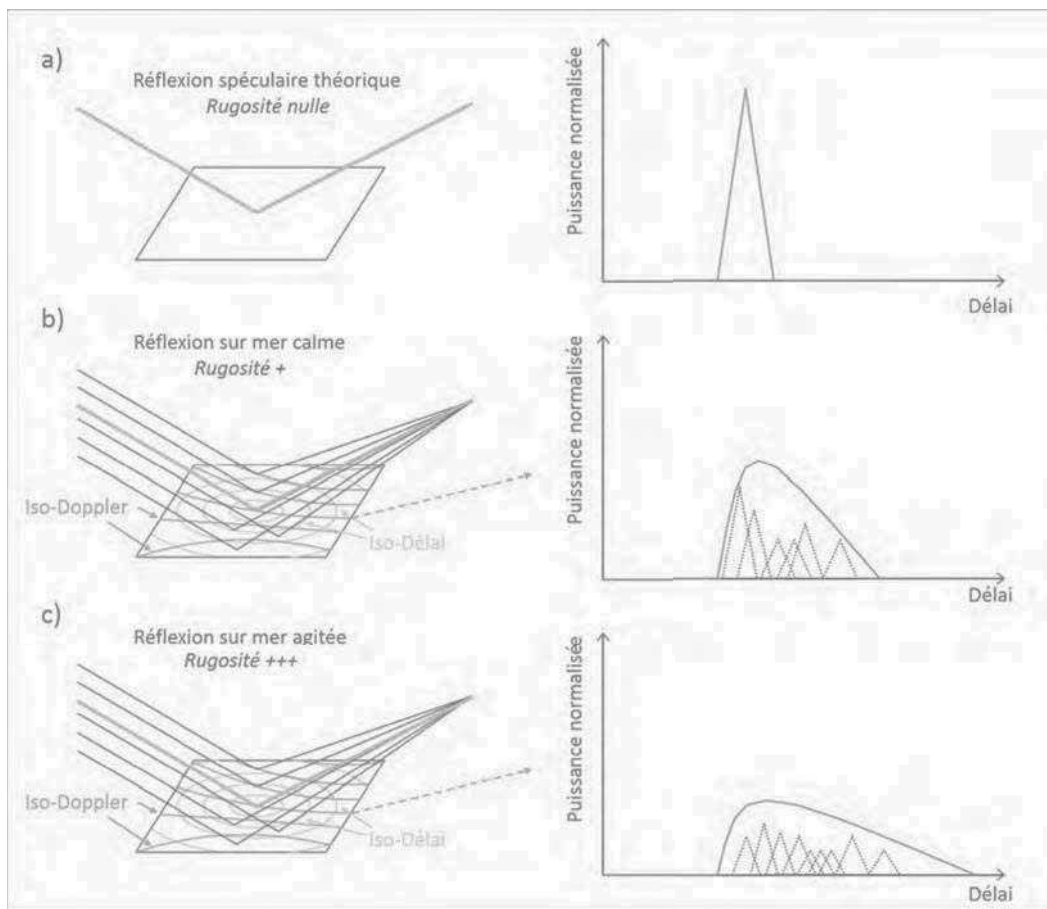 a)
Réflexion spéculaire théorique
Rugosité nulle
Puissance normalisée
Délai
b)
Réflexion sur mer calme
Rugosité +
Iso-Doppler
Iso-Délai
Puissance normalisée
Délai
c)
Réflexion sur mer agitée
Rugosité +++
Iso-Doppler
Iso-Délai
Puissance normalisée
Délai